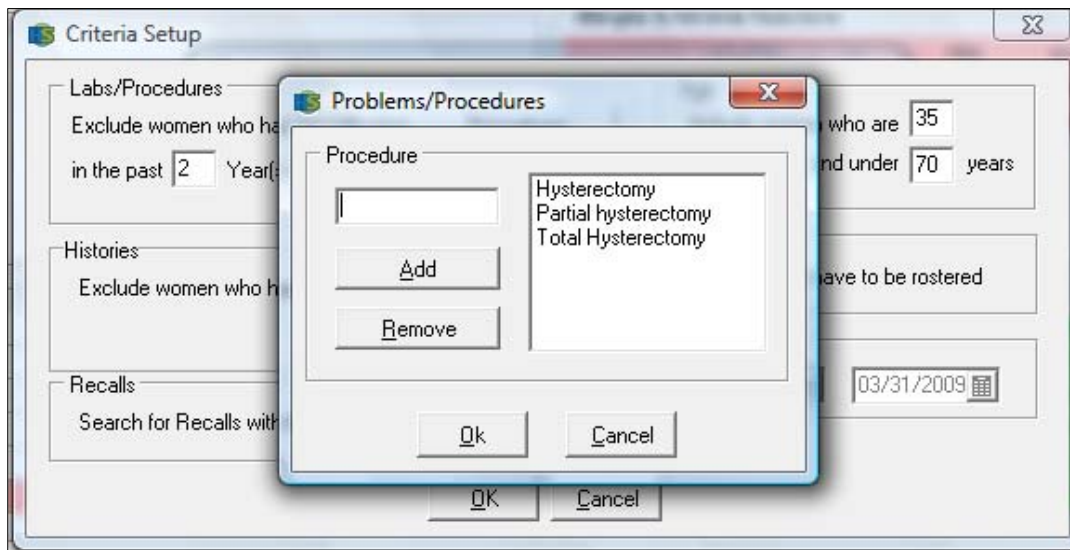 Criteria Setup
Labs/Procedures
Exclude women who ha
who are 35
in the past 2 Year(
nd under 70 years
Histories
Exclude women who h
ave to be rostered
Recalls
Search for Recalls with
03/31/2009
OK Cancel
Problems/Procedures
Procedure
Hysterectomy
Partial hysterectomy
Total Hysterectomy
Add
Remove
Ok Cancel